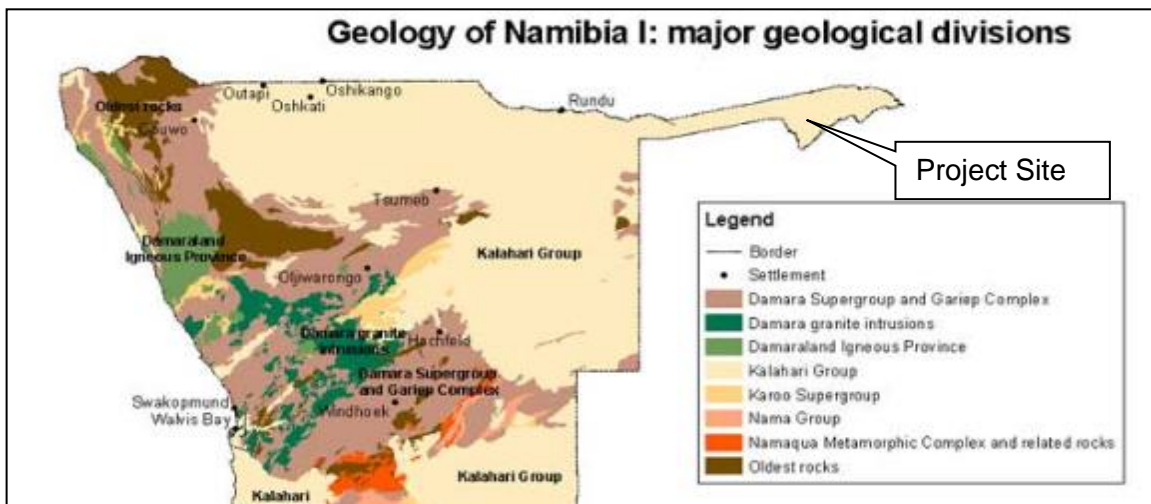 Geology of Namibia I: major geological divisions
Oshikango
Outapi
Oshkati
Rundu
Oldest rocks
Opuwo
Project Site
Tsumeb
Legend
Border
Settlement
Damara Supergroup and Gariep Complex
Damara granite intrusions
Damaraland Igneous Province
Kalahari Group
Karoo Supergroup
Nama Group
Namaqua Metamorphic Complex and related rocks
Oldest rocks
Damaraland
Igneous Province
Kalahari Group
Otjiwarongo
Damara granite
intrusions
Hochfeld
Damara Supergroup
and Gariep Complex
Swakopmund
Walvis Bay
Windhoek
Kalahari Group
Kalahari